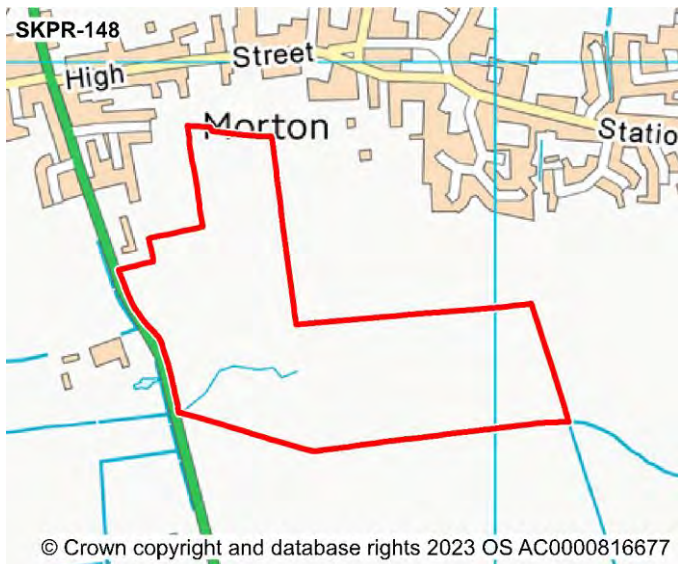 SKPR-148
High Street
Morton
Statio
© Crown copyright and database rights 2023 OS AC0000816677